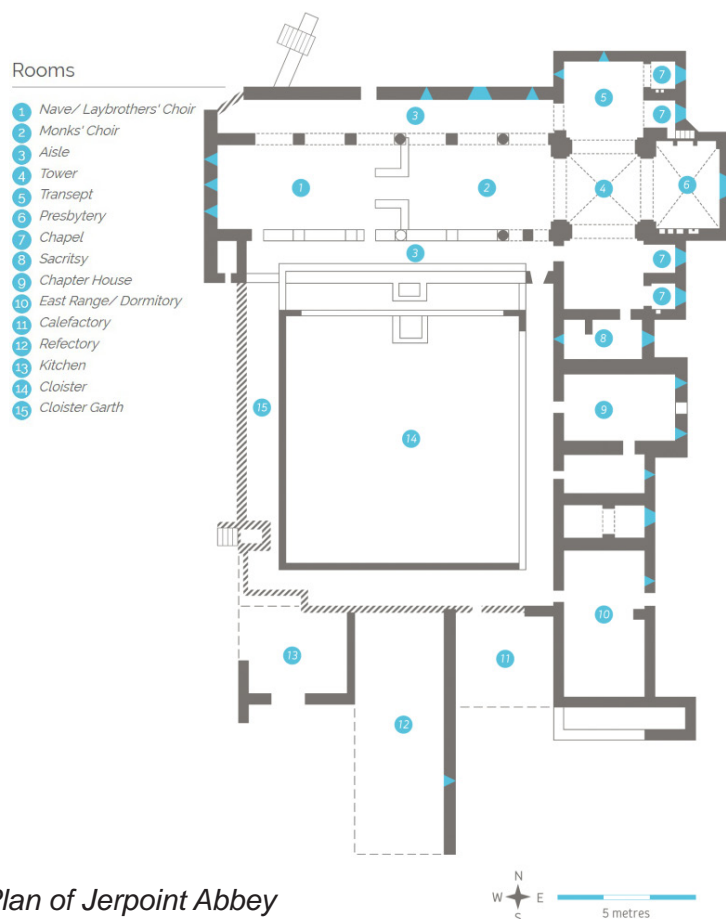 Rooms
1 Nave/ Laybrothers' Choir
2 Monks' Choir
3 Aisle
4 Tower
5 Transept
6 Presbytery
7 Chapel
8 Sacritsy
9 Chapter House
10 East Range/ Dormitory
11 Calefactory
12 Refectory
13 Kitchen
14 Cloister
15 Cloister Garth
7
5
3
7
1
2
4
6
3
7
7
8
15
14
9
10
13
11
12
Plan of Jerpoint Abbey
N
W E
S
5 metres